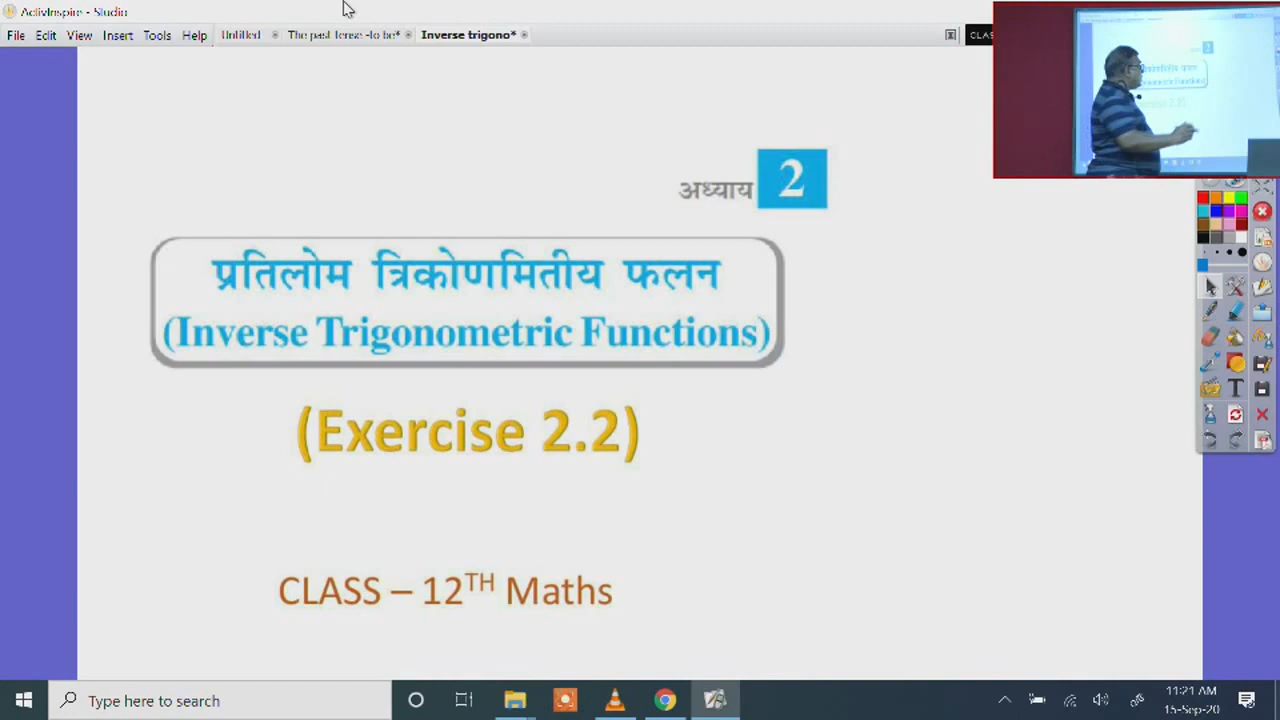 ActivInspire - Studio
File Edit View Insert Tools Help Untitled The past tense -to be* Inverse trigono* CLAS
अध्याय 2
प्रतिलोम त्रिकोणमितीय फलन
(Inverse Trigonometric Functions)
(Exercise 2.2)
CLASS – 12TH Maths
Type here to search
11:21 AM
15-Sep-20